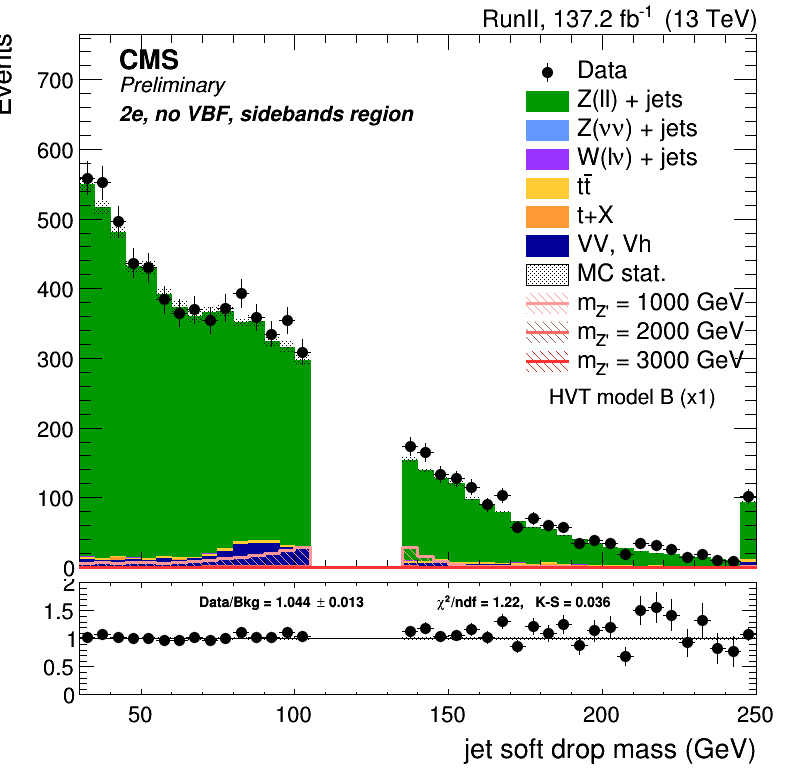 RunII, 137.2 fb⁻¹ (13 TeV)
Events
CMS
Preliminary
2e, no VBF, sidebands region
Data
Z(ll) + jets
Z(νν) + jets
W(lν) + jets
tt̄
t+X
VV, Vh
MC stat.
m_Z' = 1000 GeV
m_Z' = 2000 GeV
m_Z' = 3000 GeV
HVT model B (x1)
700
600
500
400
300
200
100
0
2
1.5
1
0.5
0
Data/Bkg = 1.044 ± 0.013
χ²/ndf = 1.22, K-S = 0.036
50 100 150 200 250
jet soft drop mass (GeV)